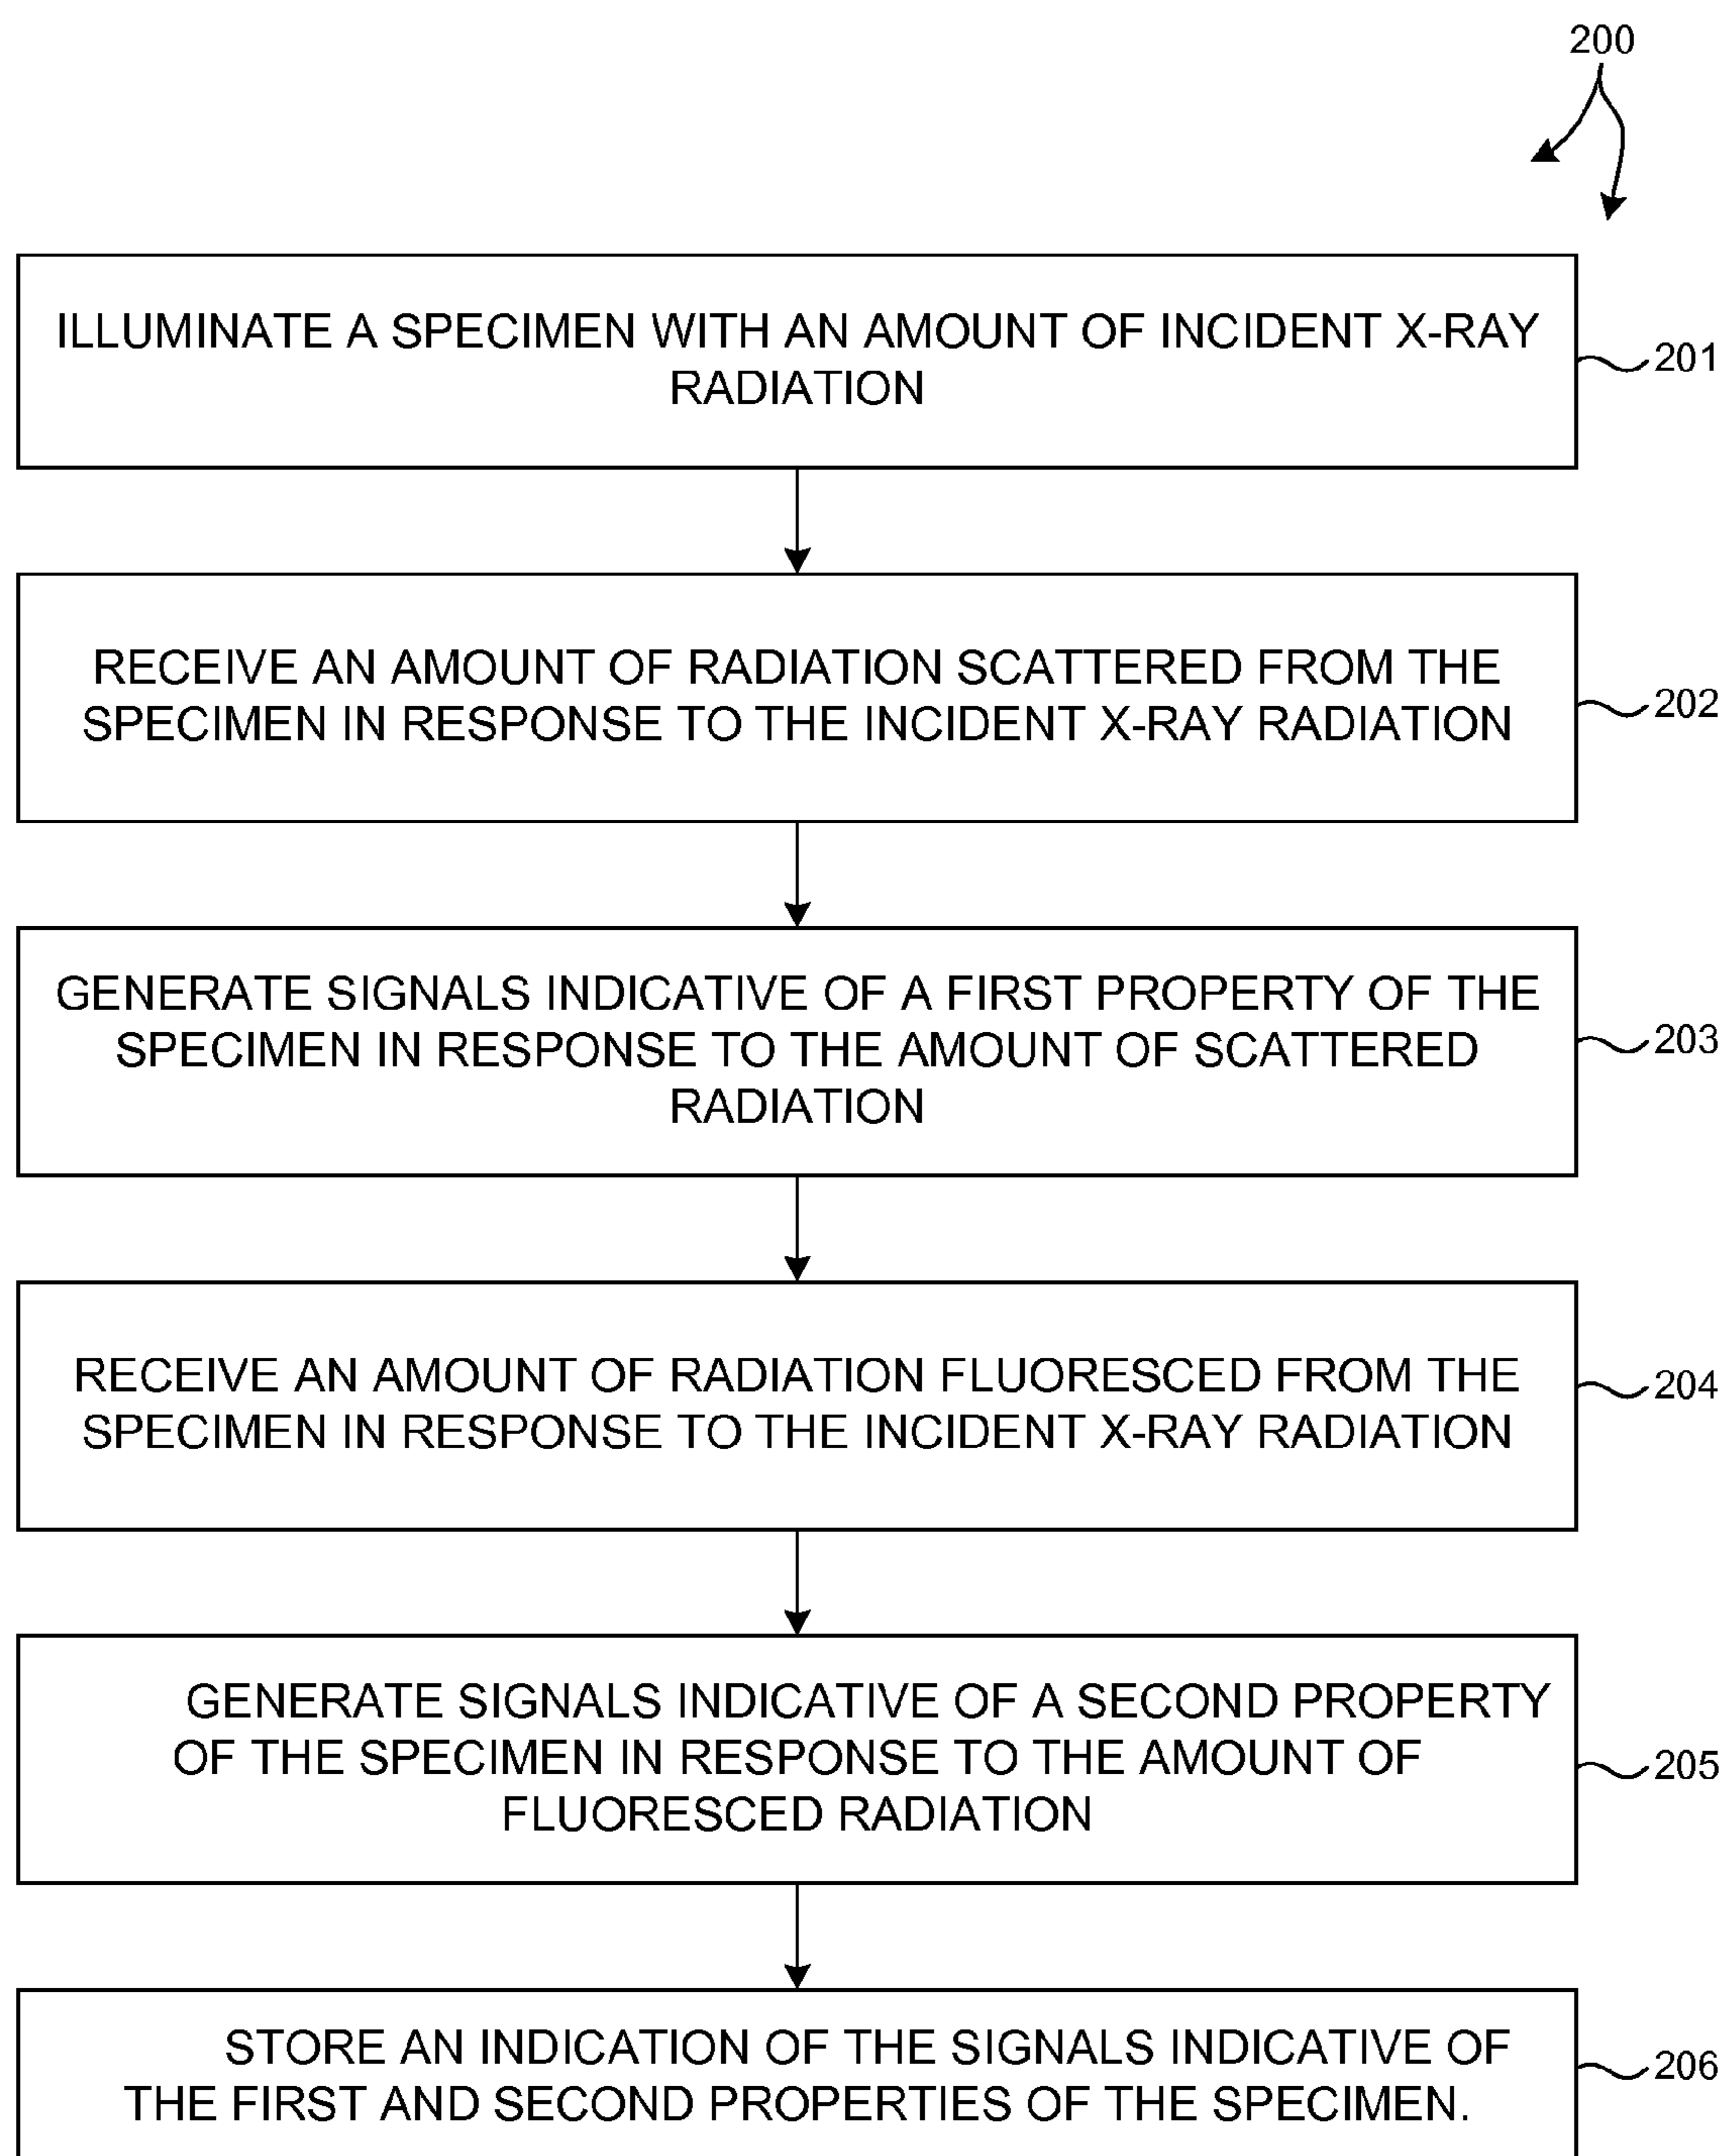 200
ILLUMINATE A SPECIMEN WITH AN AMOUNT OF INCIDENT X-RAY
RADIATION
201
RECEIVE AN AMOUNT OF RADIATION SCATTERED FROM THE
SPECIMEN IN RESPONSE TO THE INCIDENT X-RAY RADIATION
202
GENERATE SIGNALS INDICATIVE OF A FIRST PROPERTY OF THE
SPECIMEN IN RESPONSE TO THE AMOUNT OF SCATTERED
RADIATION
203
RECEIVE AN AMOUNT OF RADIATION FLUORESCED FROM THE
SPECIMEN IN RESPONSE TO THE INCIDENT X-RAY RADIATION
204
GENERATE SIGNALS INDICATIVE OF A SECOND PROPERTY
OF THE SPECIMEN IN RESPONSE TO THE AMOUNT OF
FLUORESCED RADIATION
205
STORE AN INDICATION OF THE SIGNALS INDICATIVE OF
THE FIRST AND SECOND PROPERTIES OF THE SPECIMEN.
206